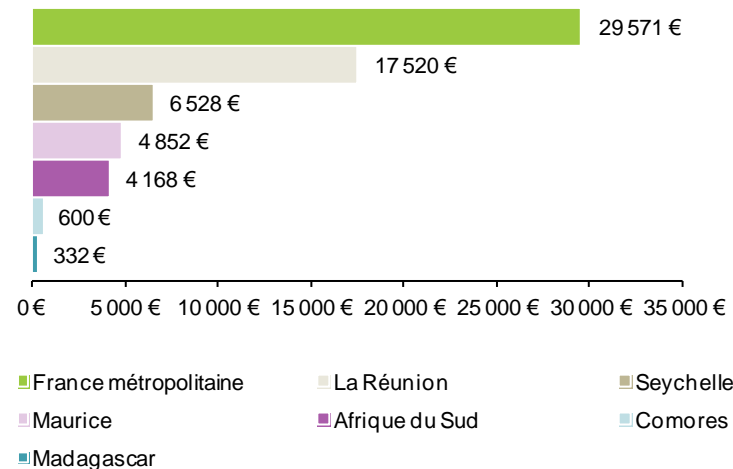 29 571 €
17 520 €
6 528 €
4 852 €
4 168 €
600 €
332 €
0 € 5 000 € 10 000 € 15 000 € 20 000 € 25 000 € 30 000 € 35 000 €
France métropolitaine La Réunion Seychelle
Maurice Afrique du Sud Comores
Madagascar